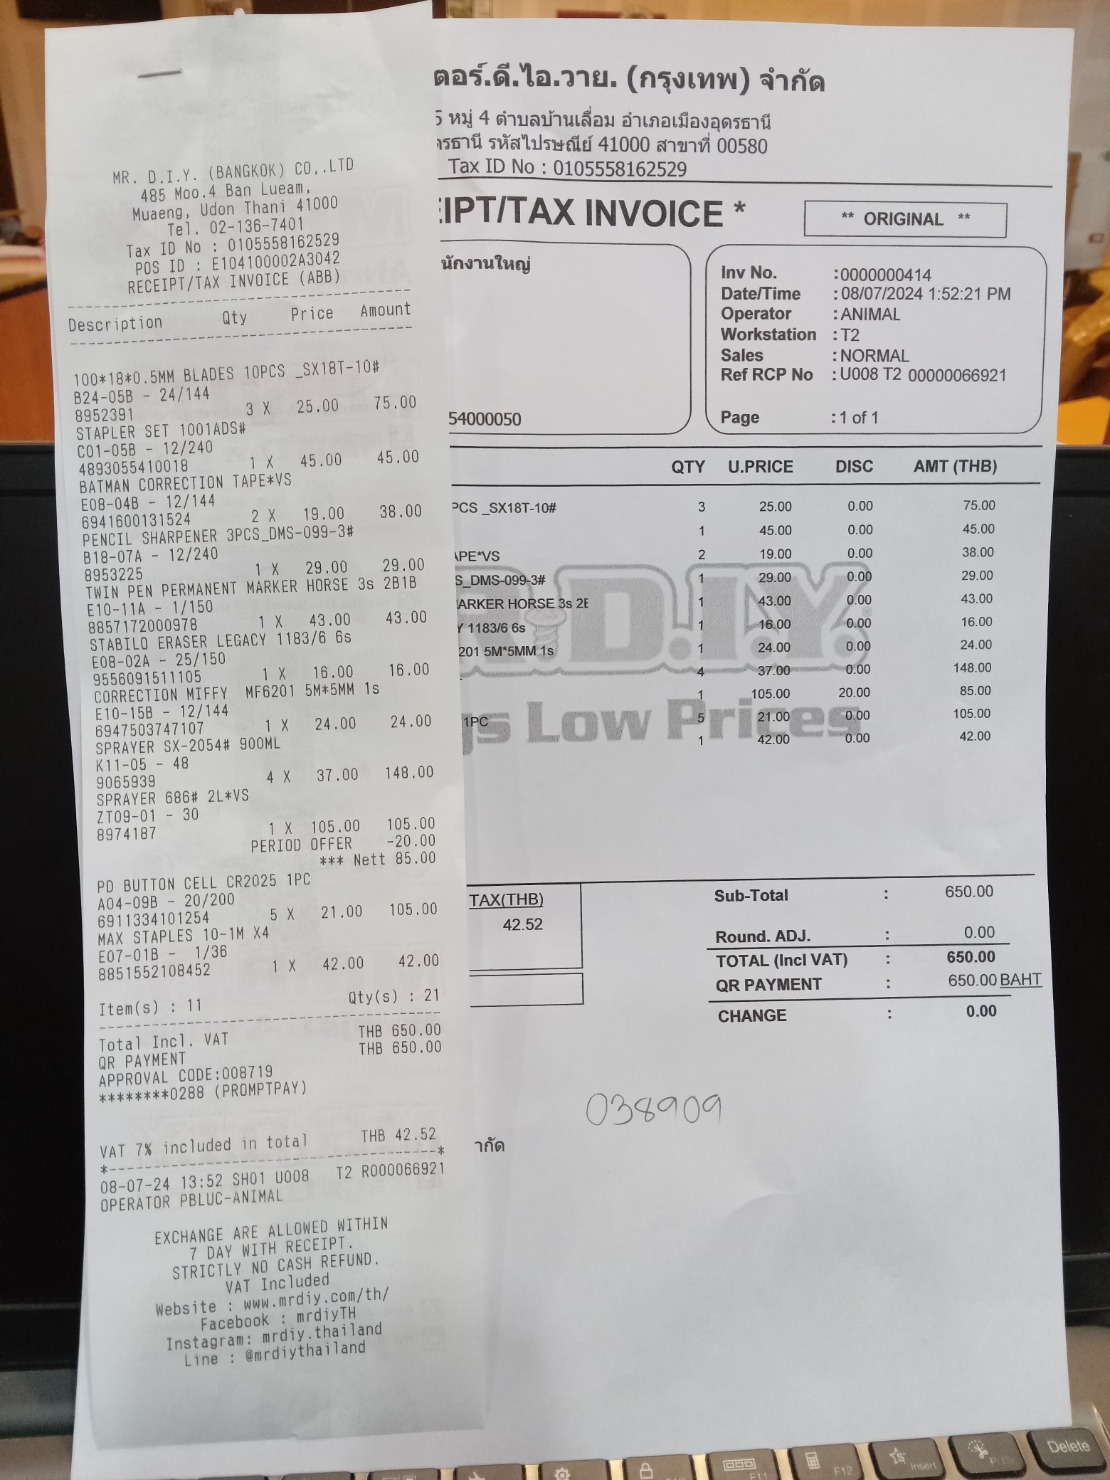 MR. D.I.Y. (BANGKOK) CO,.LTD
485 Moo.4 Ban Lueam,
Muaeng, Udon Thani 41000
Tel. 02-136-7401
Tax ID No : 0105558162529
POS ID : E104100002A3042
RECEIPT/TAX INVOICE (ABB)
Description Qty Price Amount
100*18*0.5MM BLADES 10PCS _SX18T-10#
B24-05B - 24/144
8952391 3 X 25.00 75.00
STAPLER SET 1001ADS#
C01-05B - 12/240
4893055410018 1 X 45.00 45.00
BATMAN CORRECTION TAPE*VS
E08-04B - 12/144
6941600131524 2 X 19.00 38.00
PENCIL SHARPENER 3PCS_DMS-099-3#
B18-07A - 12/240
8953225 1 X 29.00 29.00
TWIN PEN PERMANENT MARKER HORSE 3s 2B1B
E10-11A - 1/150
8857172000978 1 X 43.00 43.00
STABILO ERASER LEGACY 1183/6 6s
E08-02A - 25/150
9556091511105 1 X 16.00 16.00
CORRECTION MIFFY MF6201 5M*5MM 1s
E10-15B - 12/144
6947503747107 1 X 24.00 24.00
SPRAYER SX-2054# 900ML
K11-05 - 48
9065939 4 X 37.00 148.00
SPRAYER 686# 2L*VS
ZT09-01 - 30
8974187 1 X 105.00 105.00
PERIOD OFFER -20.00
*** Nett 85.00
PD BUTTON CELL CR2025 1PC
A04-09B - 20/200
6911334101254 5 X 21.00 105.00
MAX STAPLES 10-1M X4
E07-01B - 1/36
8851552108452 1 X 42.00 42.00
Item(s) : 11 Qty(s) : 21
Total Incl. VAT THB 650.00
QR PAYMENT THB 650.00
APPROVAL CODE:008719
********0288 (PROMPTPAY)
VAT 7% included in total THB 42.52
*------------------------------------*
08-07-24 13:52 SH01 U008 T2 R000066921
OPERATOR PBLUC-ANIMAL
EXCHANGE ARE ALLOWED WITHIN
7 DAY WITH RECEIPT.
STRICTLY NO CASH REFUND.
VAT Included
Website : www.mrdiy.com/th/
Facebook : mrdiyTH
Instagram: mrdiy.thailand
Line : @mrdiythailand
ตอร์.ดี.ไอ.วาย. (กรุงเทพ) จำกัด
5 หมู่ 4 ตำบลบ้านเลื่อม อำเภอเมืองอุดรธานี
ดรธานี รหัสไปรษณีย์ 41000 สาขาที่ 00580
Tax ID No : 0105558162529
EIPT/TAX INVOICE *
** ORIGINAL **
นักงานใหญ่
54000050
Inv No. :0000000414
Date/Time :08/07/2024 1:52:21 PM
Operator :ANIMAL
Workstation :T2
Sales :NORMAL
Ref RCP No :U008 T2 00000066921
Page :1 of 1
QTY U.PRICE DISC AMT (THB)
PCS _SX18T-10# 3 25.00 0.00 75.00
1 45.00 0.00 45.00
APE*VS 2 19.00 0.00 38.00
S_DMS-099-3# 1 29.00 0.00 29.00
MARKER HORSE 3s 2E 1 43.00 0.00 43.00
Y 1183/6 6s 1 16.00 0.00 16.00
201 5M*5MM 1s 1 24.00 0.00 24.00
4 37.00 0.00 148.00
1 105.00 20.00 85.00
1PC 5 21.00 0.00 105.00
1 42.00 0.00 42.00
R.D.I.Y.
gs Low Prices
TAX(THB)
42.52
Sub-Total : 650.00
Round. ADJ. : 0.00
TOTAL (Incl VAT) : 650.00
QR PAYMENT : 650.00 BAHT
CHANGE : 0.00
038909
ากัด
F11
F12
Insert
Delete